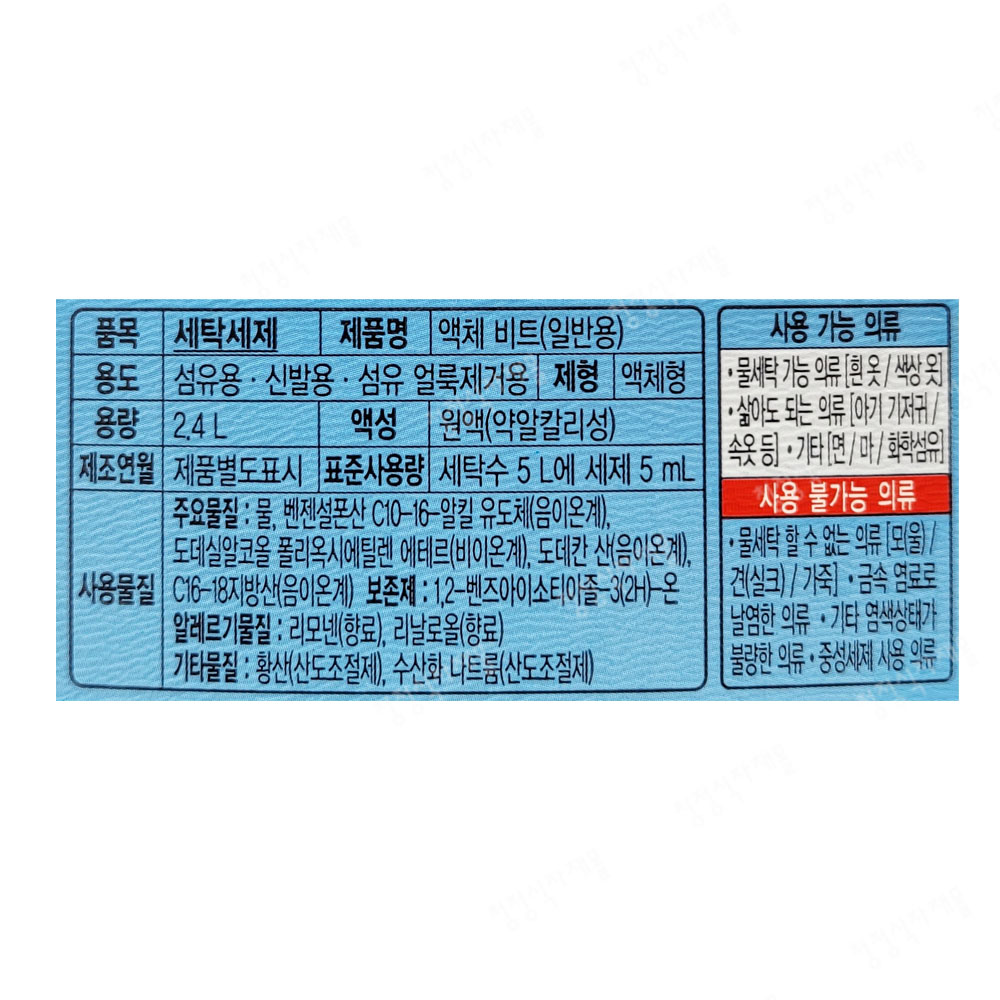 품목 세탁세제 제품명 액체 비트(일반용)
용도 섬유용·신발용·섬유 얼룩제거용 제형 액체형
용량 2.4 L 액성 원액(약알칼리성)
제조연월 제품별도표시 표준사용량 세탁수 5 L에 세제 5 mL
사용물질
주요물질 : 물, 벤젠설폰산 C10-16-알킬 유도체(음이온계),
도데실알코올 폴리옥시에틸렌 에테르(비이온계), 도데칸 산(음이온계),
C16-18지방산(음이온계) 보존제 : 1,2-벤즈아이소티아졸-3(2H)-온
알레르기물질 : 리모넨(향료), 리날로올(향료)
기타물질 : 황산(산도조절제), 수산화 나트륨(산도조절제)
사용 가능 의류
·물세탁 가능 의류 [흰 옷 / 색상 옷]
·삶아도 되는 의류 [아기 기저귀 /
속옷 등] ·기타 [면 / 마 / 화학섬유]
사용 불가능 의류
·물세탁 할 수 없는 의류 [모(울) /
견(실크) / 가죽] ·금속 염료로
날염한 의류 ·기타 염색상태가
불량한 의류 ·중성세제 사용 의류